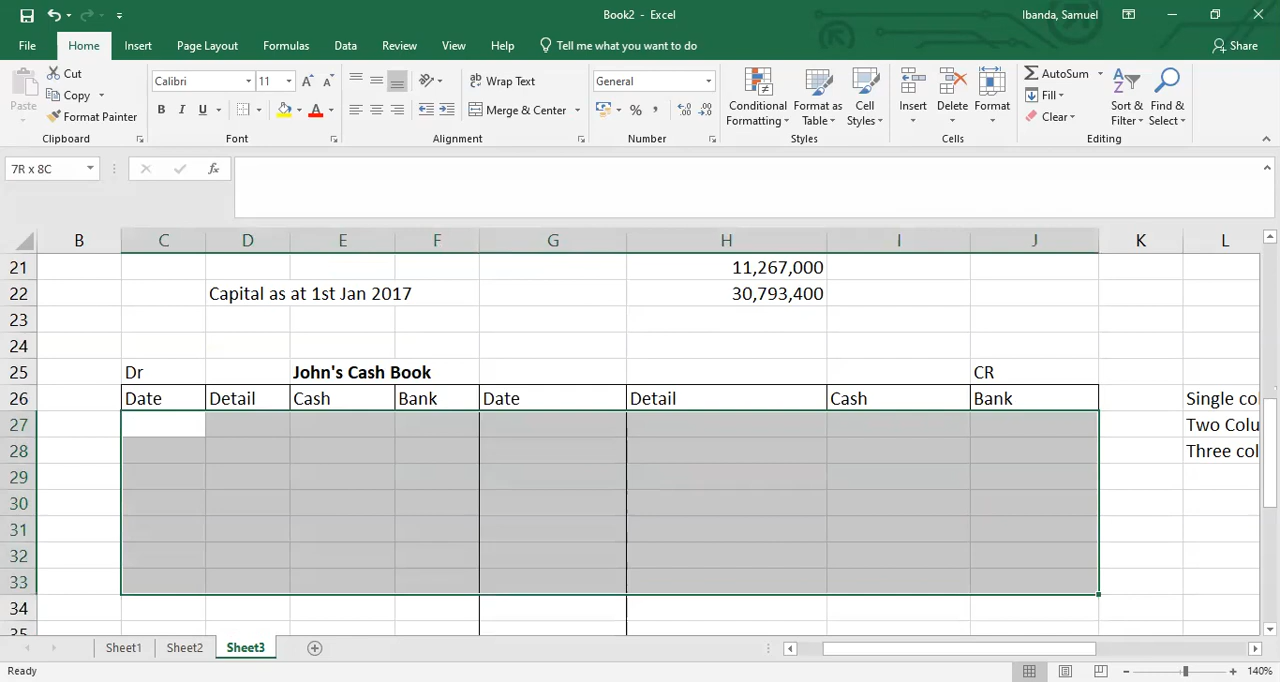 Book2 - Excel
Ibanda, Samuel
File Home Insert Page Layout Formulas Data Review View Help Tell me what you want to do Share
Paste
Cut
Copy
Format Painter
Clipboard
Calibri 11
B I U
Font
Wrap Text
Merge & Center
Alignment
General
Number
Conditional Formatting
Format as Table
Cell Styles
Styles
Insert Delete Format
Cells
AutoSum
Fill
Clear
Sort & Filter
Find & Select
Editing
7R x 8C
fx
B C D E F G H I J K L
21 11,267,000
22 Capital as at 1st Jan 2017 30,793,400
23
24
25 Dr John's Cash Book CR
26 Date Detail Cash Bank Date Detail Cash Bank Single co
27 Two Colu
28 Three col
29
30
31
32
33
34
35
Sheet1 Sheet2 Sheet3
Ready
140%